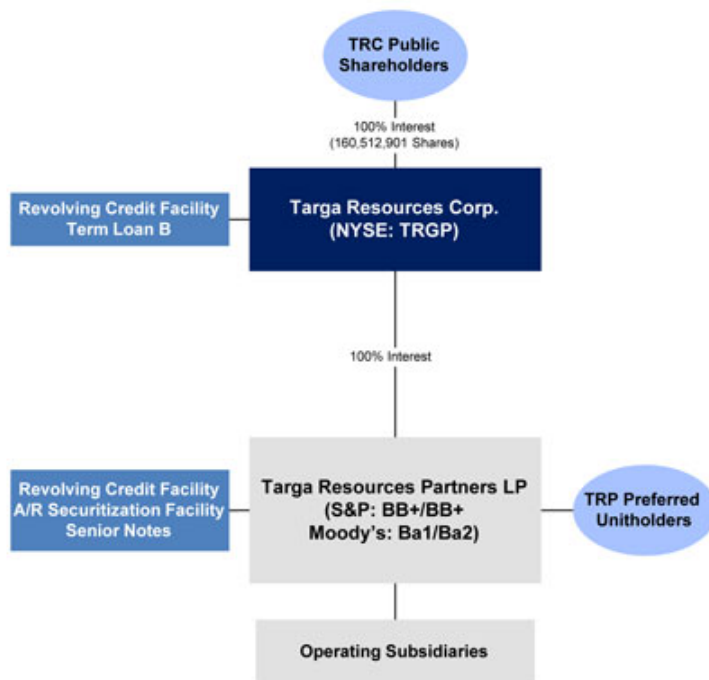 TRC Public
Shareholders
100% Interest
(160,512,901 Shares)
Revolving Credit Facility
Term Loan B
Targa Resources Corp.
(NYSE: TRGP)
100% Interest
Revolving Credit Facility
A/R Securitization Facility
Senior Notes
Targa Resources Partners LP
(S&P: BB+/BB+
Moody's: Ba1/Ba2)
TRP Preferred
Unitholders
Operating Subsidiaries